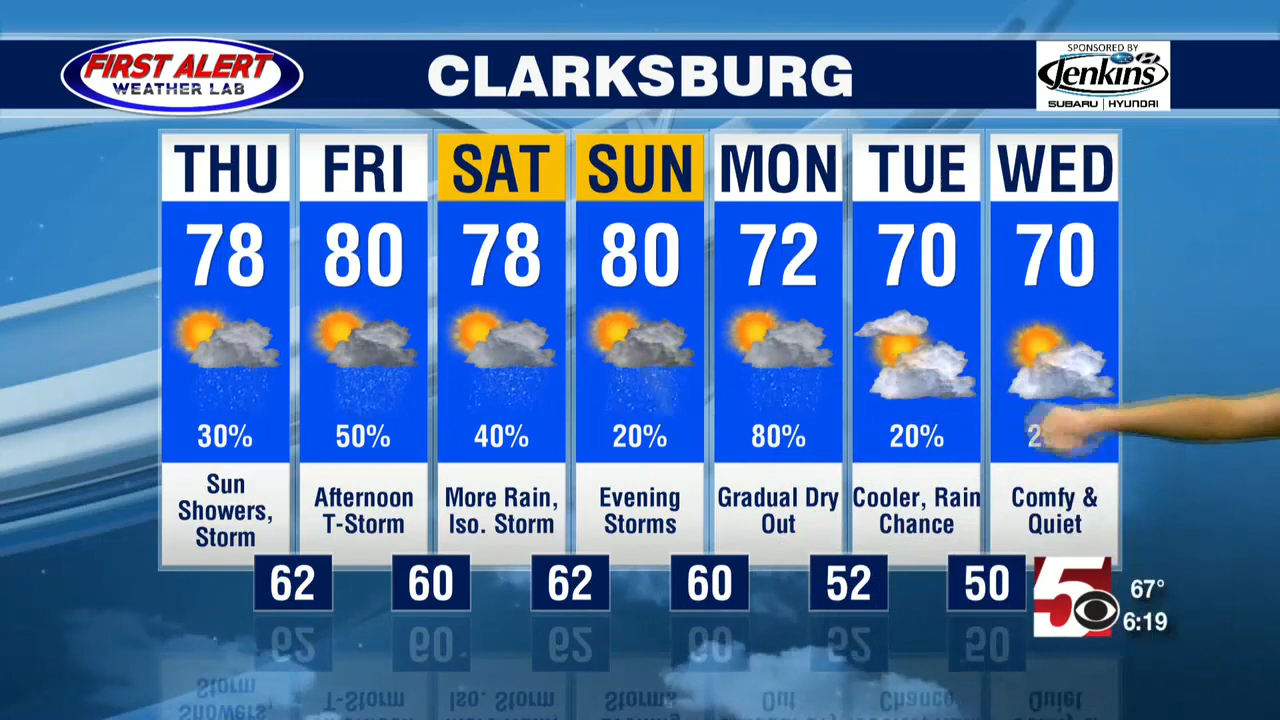 FIRST ALERT
WEATHER LAB
CLARKSBURG
SPONSORED BY
Jenkins
SUBARU | HYUNDAI
THU FRI SAT SUN MON TUE WED
78 80 78 80 72 70 70
30% 50% 40% 20% 80% 20%
Sun
Showers,
Storm
Afternoon
T-Storm
More Rain,
Iso. Storm
Evening
Storms
Gradual Dry
Out
Cooler, Rain
Chance
Comfy &
Quiet
62 60 62 60 52 50
5
67°
6:19